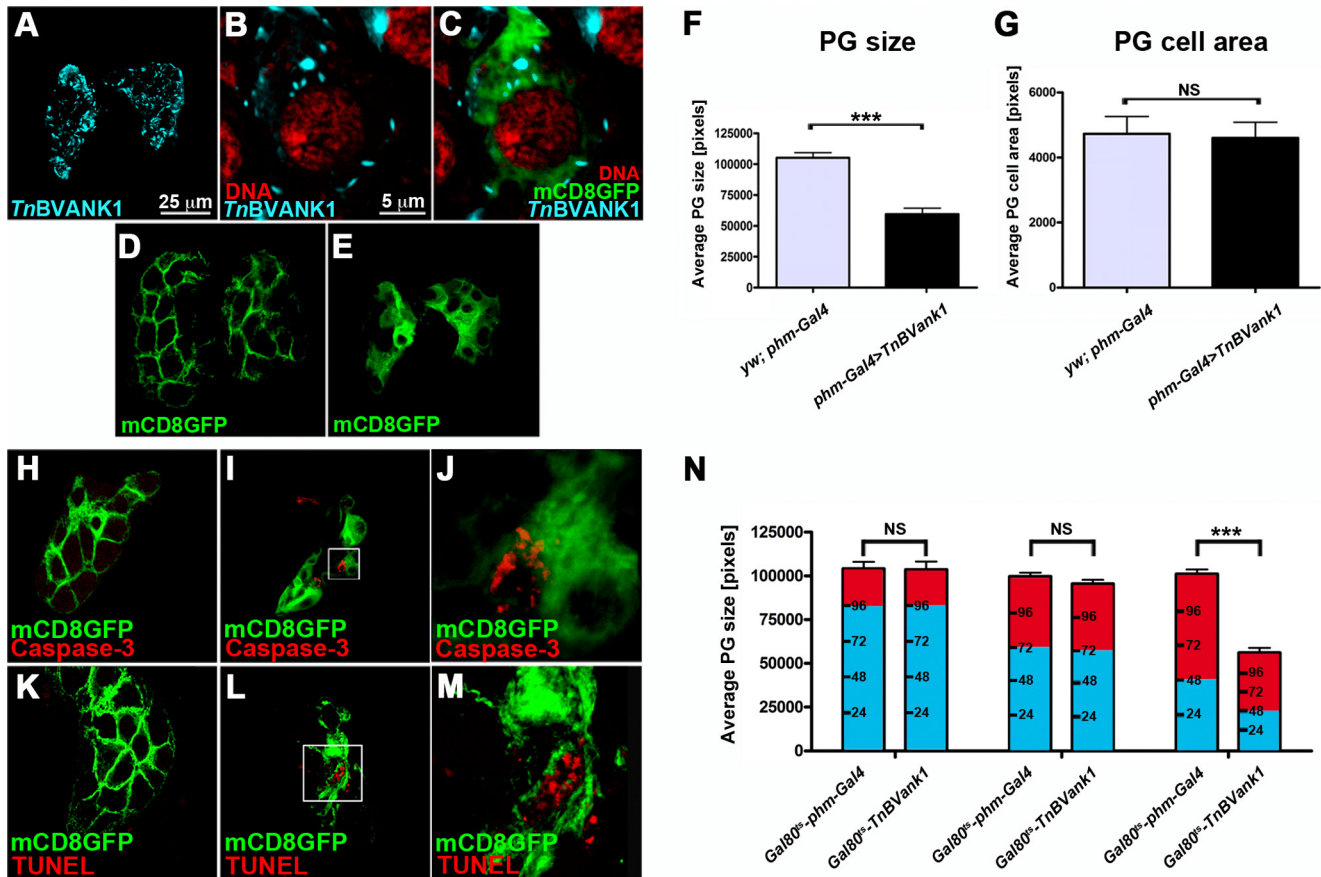 A
TnBVANK1
25 μm
B
DNA
TnBVANK1
5 μm
C
DNA
mCD8GFP
TnBVANK1
D
mCD8GFP
E
mCD8GFP
F
PG size
Average PG size [pixels]
125000
100000
75000
50000
25000
0
***
yw; phm-Gal4
phm-Gal4>TnBVank1
G
PG cell area
Average PG cell area [pixels]
6000
4000
2000
0
NS
yw; phm-Gal4
phm-Gal4>TnBVank1
H
mCD8GFP
Caspase-3
I
mCD8GFP
Caspase-3
J
mCD8GFP
Caspase-3
K
mCD8GFP
TUNEL
L
mCD8GFP
TUNEL
M
mCD8GFP
TUNEL
N
Average PG size [pixels]
125000
100000
75000
50000
25000
0
NS
96
72
48
24
96
72
48
24
NS
96
72
48
24
96
72
48
24
***
96
72
48
24
96
72
48
24
Gal80ts-phm-Gal4
Gal80ts-TnBVank1
Gal80ts-phm-Gal4
Gal80ts-TnBVank1
Gal80ts-phm-Gal4
Gal80ts-TnBVank1